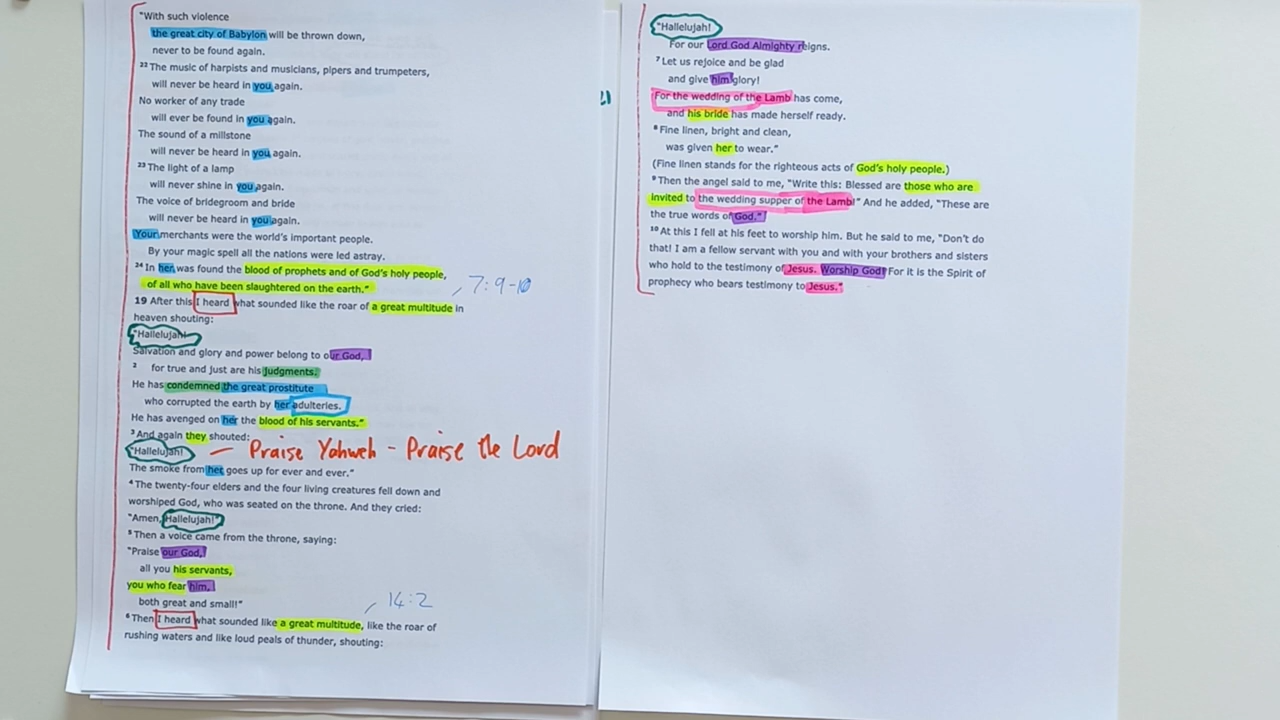 "With such violence
the great city of Babylon will be thrown down,
never to be found again.
22 The music of harpists and musicians, pipers and trumpeters,
will never be heard in you again.
No worker of any trade
will ever be found in you again.
The sound of a millstone
will never be heard in you again.
23 The light of a lamp
will never shine in you again.
The voice of bridegroom and bride
will never be heard in you again.
Your merchants were the world's important people.
By your magic spell all the nations were led astray.
24 In her was found the blood of prophets and of God's holy people,
of all who have been slaughtered on the earth."
7:9-10
19 After this I heard what sounded like the roar of a great multitude in
heaven shouting:
"Hallelujah!
Salvation and glory and power belong to our God,
2 for true and just are his judgments.
He has condemned the great prostitute
who corrupted the earth by her adulteries.
He has avenged on her the blood of his servants."
3 And again they shouted:
"Hallelujah! – Praise Yahweh - Praise the Lord
The smoke from her goes up for ever and ever."
4 The twenty-four elders and the four living creatures fell down and
worshiped God, who was seated on the throne. And they cried:
"Amen, Hallelujah!"
5 Then a voice came from the throne, saying:
"Praise our God,
all you his servants,
you who fear him,
both great and small!"
14:2
6 Then I heard what sounded like a great multitude, like the roar of
rushing waters and like loud peals of thunder, shouting:
21
"Hallelujah!
For our Lord God Almighty reigns.
7 Let us rejoice and be glad
and give him glory!
For the wedding of the Lamb has come,
and his bride has made herself ready.
8 Fine linen, bright and clean,
was given her to wear."
(Fine linen stands for the righteous acts of God's holy people.)
9 Then the angel said to me, "Write this: Blessed are those who are
invited to the wedding supper of the Lamb!" And he added, "These are
the true words of God."
10 At this I fell at his feet to worship him. But he said to me, "Don't do
that! I am a fellow servant with you and with your brothers and sisters
who hold to the testimony of Jesus. Worship God! For it is the Spirit of
prophecy who bears testimony to Jesus."